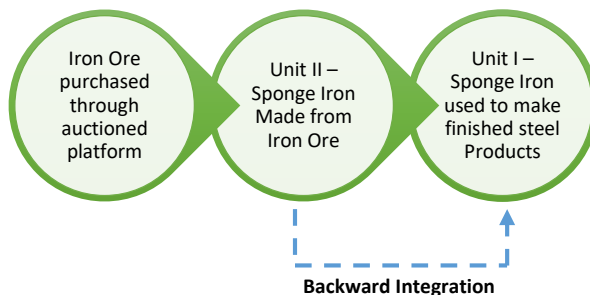 Iron Ore
purchased
through
auctioned
platform
Unit II –
Sponge Iron
Made from
Iron Ore
Unit I –
Sponge Iron
used to make
finished steel
Products
Backward Integration